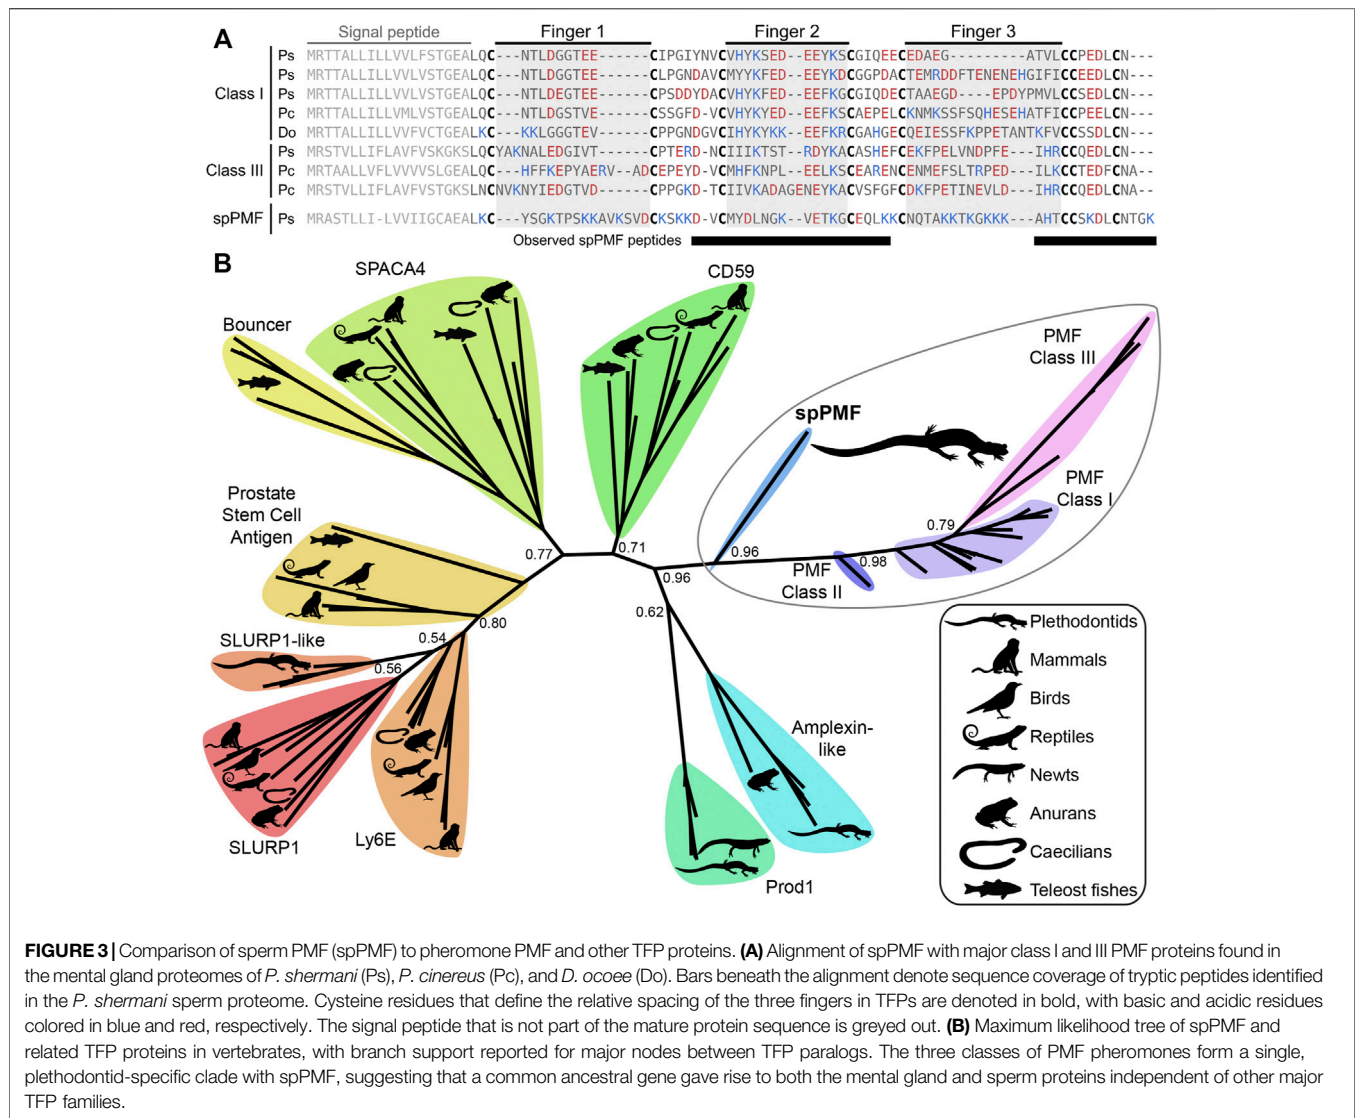 A
Signal peptide Finger 1 Finger 2 Finger 3
Ps MRTTALLILLVVLFSTGEALQC---NTLDGGTEE------CIPGIYNVCVHYKSED--EEYKSCGIQEECEDAEG--------ATVLCCPEDLCN---
Ps MRTTALLILLVVLFSTGEALQC---NTLEGTEE------CLPGNDAVCMYYKFED--EEYKDCGGPDACTEMRDDFTENENEHGIFICCEEDLCN---
Class I Ps MRTTALLILLVVLFSTGEALQC---NTLDGTEE------CPSDDYDACVHYKFED--EEFKGCGIQDECTAAEGD----EPDYPMVLCCSEDLCN---
Pc MRTTALLILLVMLVSTGEALQC---NTLDGSTVE-----CSSGFD-VCVHYKYED--EEFKSCAEPELCKNMKSSFSQHESEHATFICCPEELCN---
Do MRTTALLILLVVFVCTGEALKC---KKLGGGTEV-----CPPGNDGVCIHYKYKK--EEFKRCGAHGECQEIESSFKPPETANTKFVCCSSDLCN---
Ps MRSTVLLIFLAVFVSKGKSLQCYAKNALEDGIVT-----CPTERD-NCIIIKTST--RDYKACASHEFCEKFPELVNDPFE---IHRCCQEDLCN---
Class III Pc MRTAALLVFLVVVVSLGEALKC---HFFKEPYAERV--ADCEPEYD-VCMHFKNPL--EELKSCEARENCENMEFSLTRPED---ILKCCTEDFCNA--
Pc MRSTVLLIFLAVFVSTGKSLNCNVKNYIEDGTVD-----CPPGKD-TCIIVKADAGENEYKACVSFGFCDKFPETINEVLD---IHRCCQEDLCNA--
spPMF Ps MRASTLLI-LVVIIGCAEALKC---YSGKTPSKKAVKSVDCKSKKD-VCMYDLNGK--VETKGCEQLKKCNQTAKKTKGKKK---AHTCCSKDLCNTGK
Observed spPMF peptides
B
SPACA4
CD59
Bouncer
PMF
Class III
spPMF
PMF
Class I
Prostate
Stem Cell
Antigen
0.79
0.77
0.71
0.96
0.98
0.96
PMF
Class II
0.62
0.80
0.54
0.56
SLURP1-like
Amplexin-
like
SLURP1
Ly6E
Prod1
Plethodontids
Mammals
Birds
Reptiles
Newts
Anurans
Caecilians
Teleost fishes
FIGURE 3 | Comparison of sperm PMF (spPMF) to pheromone PMF and other TFP proteins. (A) Alignment of spPMF with major class I and III PMF proteins found in
the mental gland proteomes of P. shermani (Ps), P. cinereus (Pc), and D. ocoee (Do). Bars beneath the alignment denote sequence coverage of tryptic peptides identified
in the P. shermani sperm proteome. Cysteine residues that define the relative spacing of the three fingers in TFPs are denoted in bold, with basic and acidic residues
colored in blue and red, respectively. The signal peptide that is not part of the mature protein sequence is greyed out. (B) Maximum likelihood tree of spPMF and
related TFP proteins in vertebrates, with branch support reported for major nodes between TFP paralogs. The three classes of PMF pheromones form a single,
plethodontid-specific clade with spPMF, suggesting that a common ancestral gene gave rise to both the mental gland and sperm proteins independent of other major
TFP families.